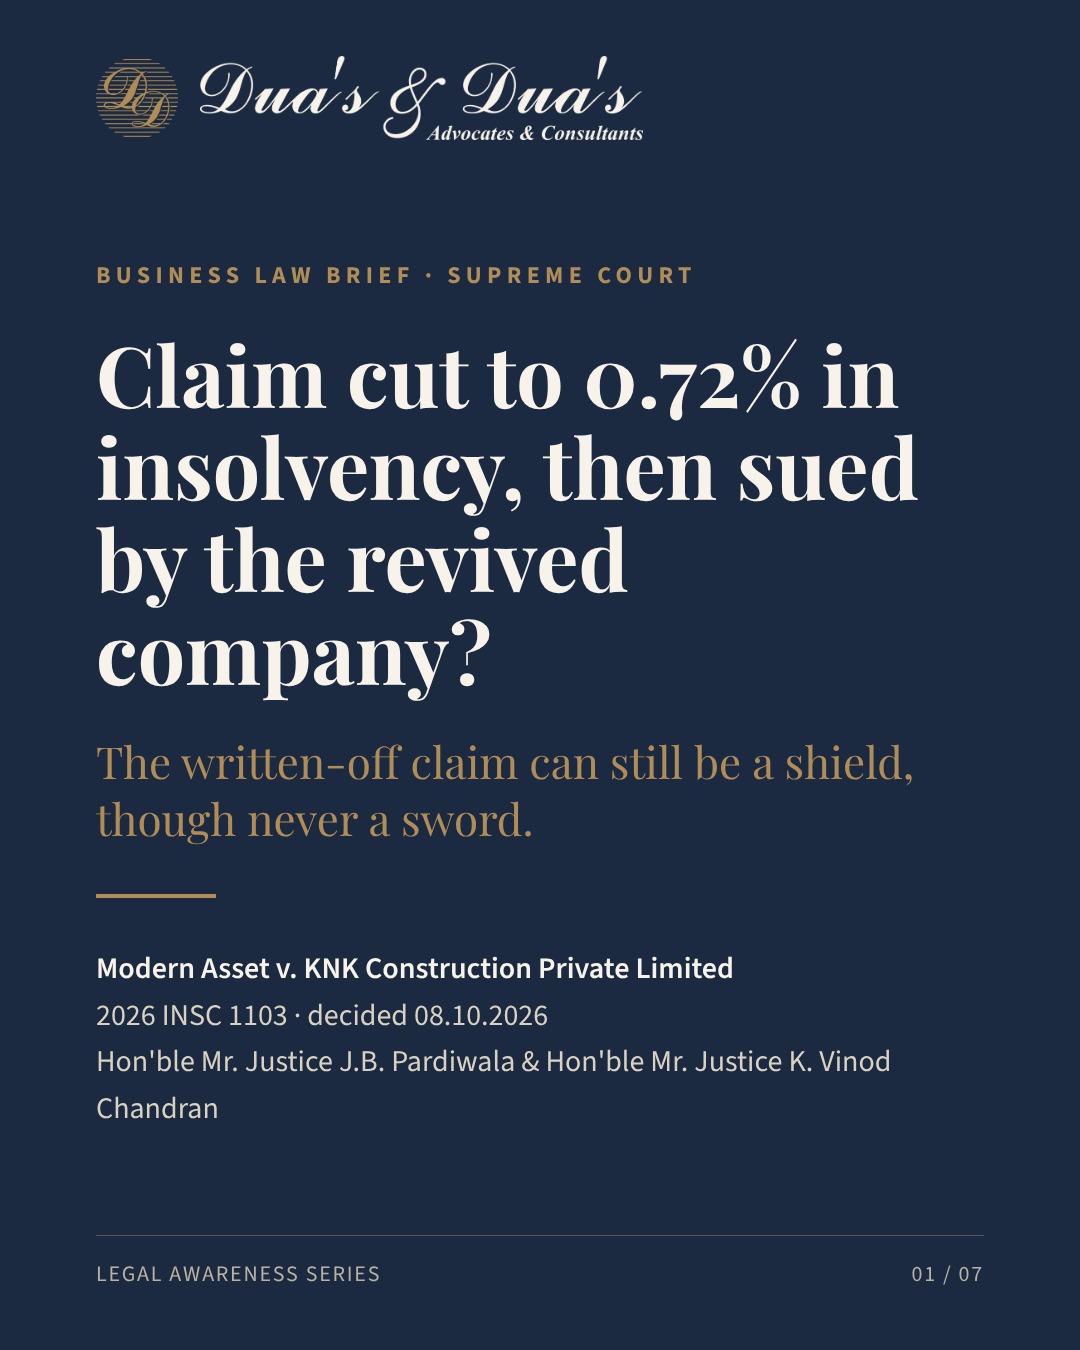 DD
Dua's & Dua's
Advocates & Consultants
BUSINESS LAW BRIEF · SUPREME COURT
Claim cut to 0.72% in
insolvency, then sued
by the revived
company?
The written-off claim can still be a shield,
though never a sword.
Modern Asset v. KNK Construction Private Limited
2026 INSC 1103 · decided 08.10.2026
Hon'ble Mr. Justice J.B. Pardiwala & Hon'ble Mr. Justice K. Vinod
Chandran
LEGAL AWARENESS SERIES
01 / 07